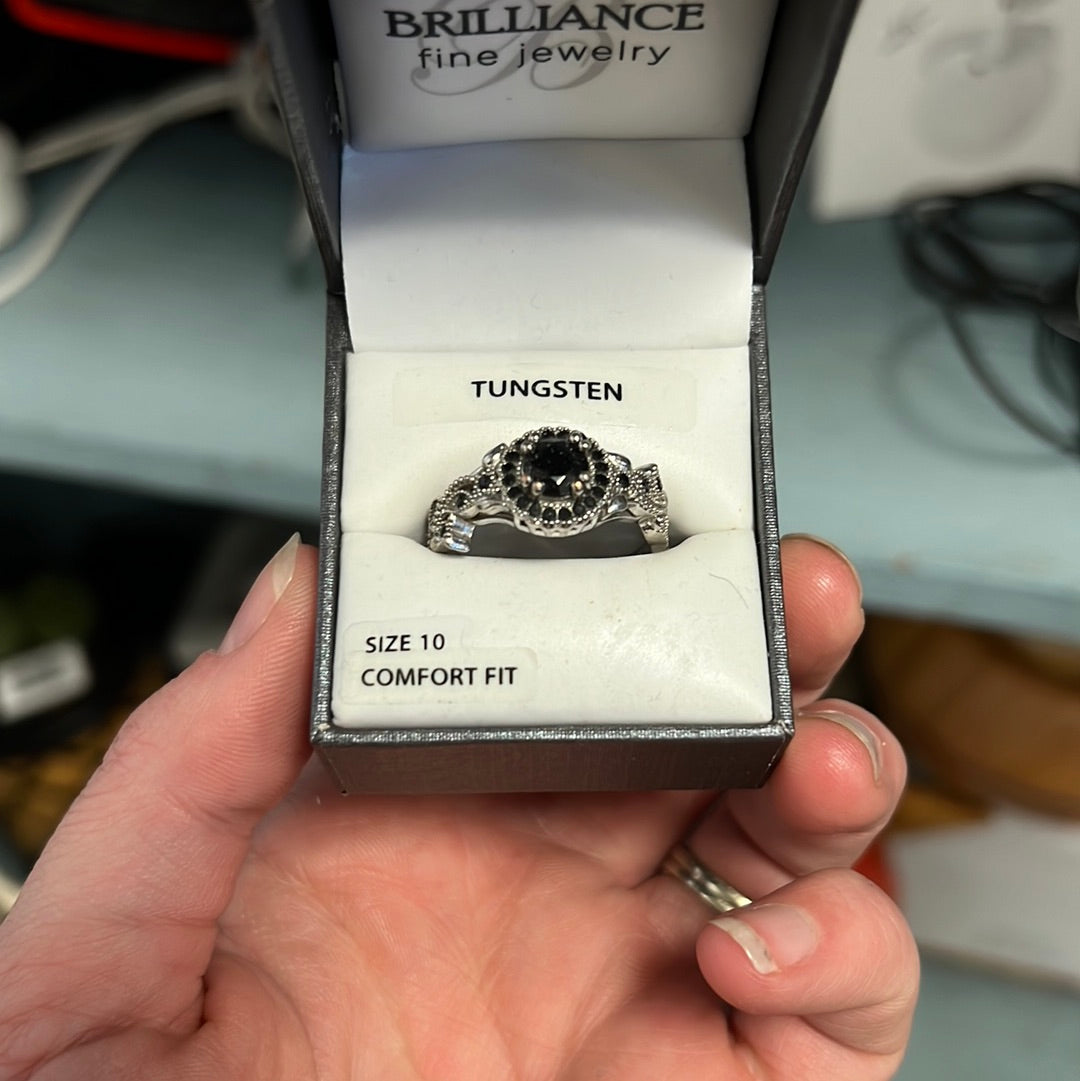 BRILLIANCE
fine jewelry
TUNGSTEN
SIZE 10
COMFORT FIT